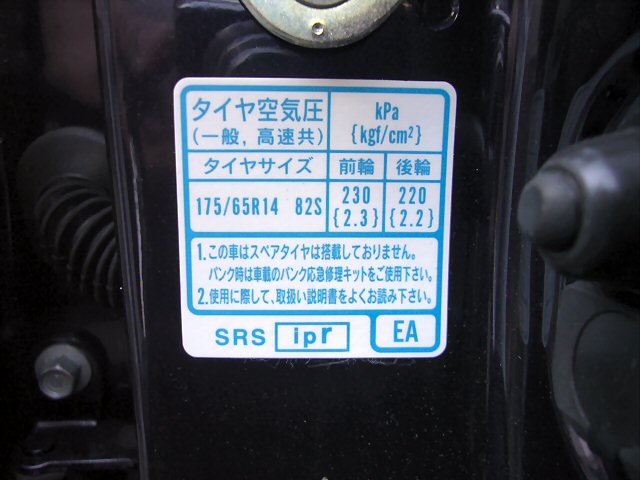 タイヤ空気圧 kPa
(一般, 高速共) {kgf/cm²}
タイヤサイズ 前輪 後輪
175/65R14 82S 230 220
{2.3} {2.2}
1.この車はスペアタイヤは搭載しておりません。
パンク時は車載のパンク応急修理キットをご使用下さい。
2.使用に際して、取扱い説明書をよくお読み下さい。
SRS ipr EA